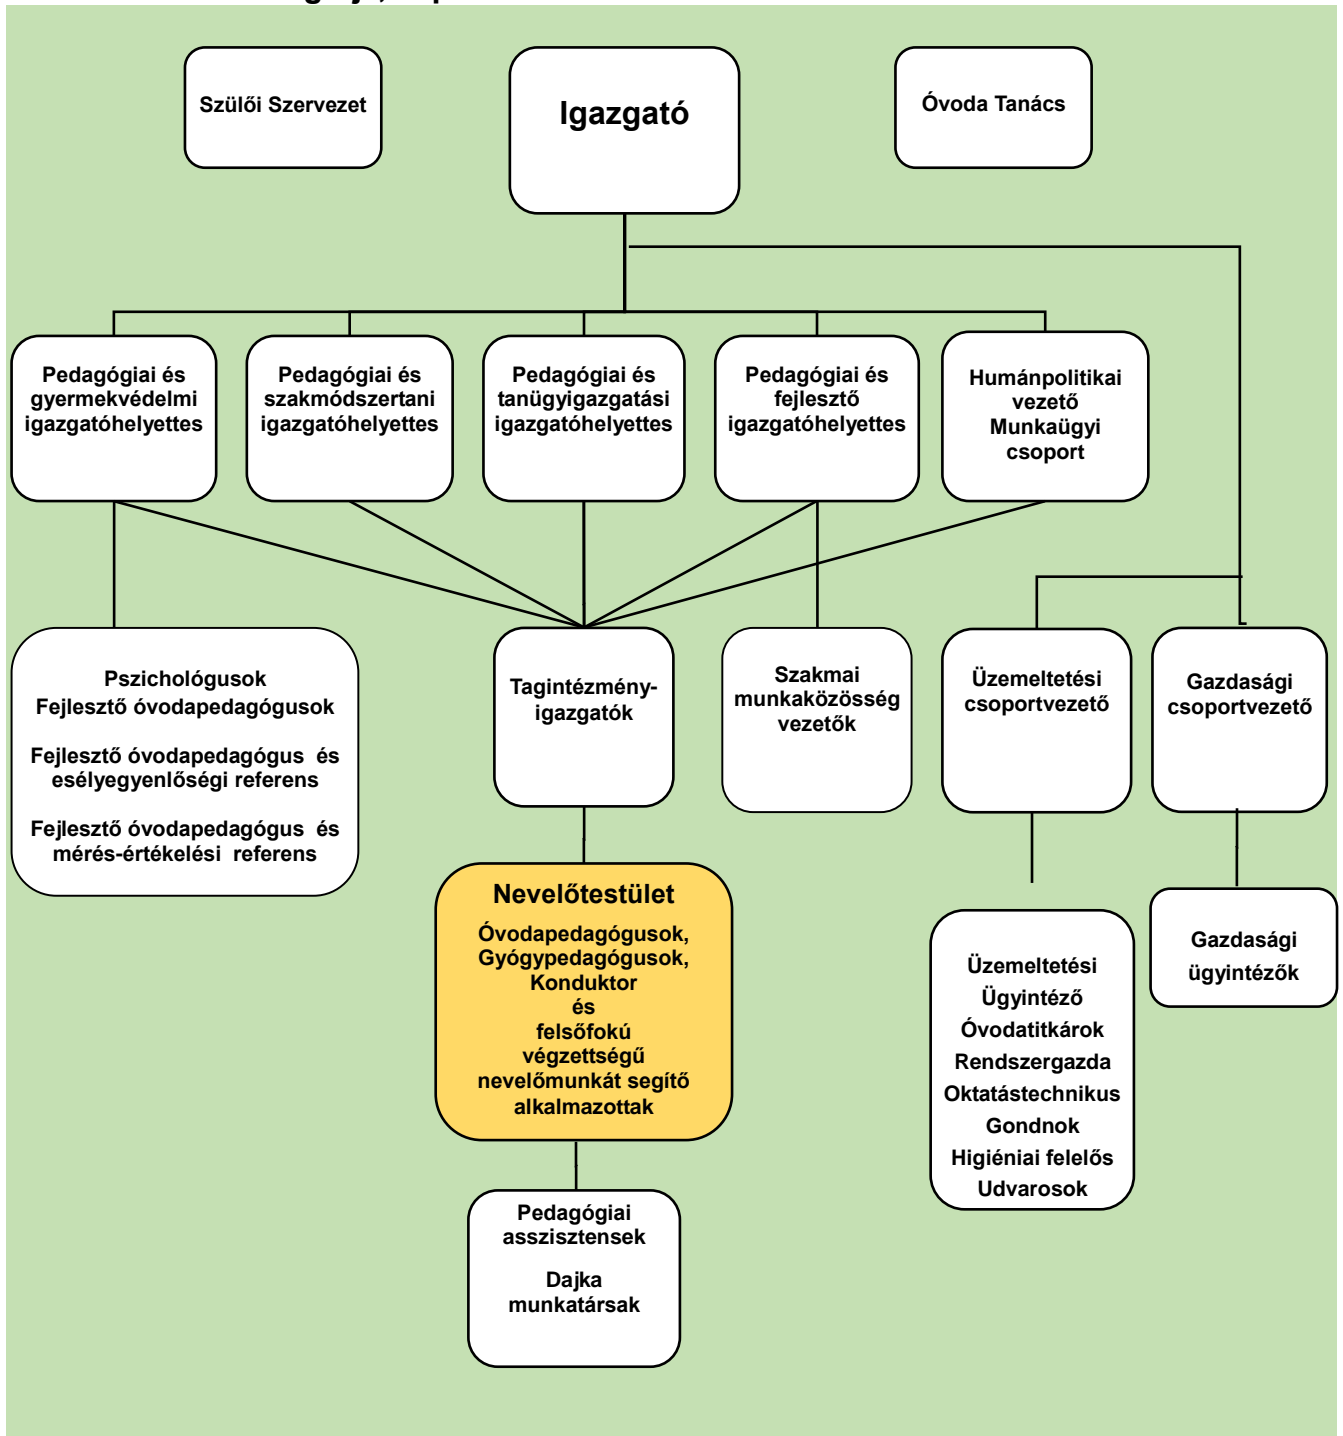 Szülői Szervezet
Igazgató
Óvoda Tanács
Pedagógiai és
gyermekvédelmi
igazgatóhelyettes
Pedagógiai és
szakmódszertani
igazgatóhelyettes
Pedagógiai és
tanügyigazgatási
igazgatóhelyettes
Pedagógiai és
fejlesztő
igazgatóhelyettes
Humánpolitikai
vezető
Munkaügyi
csoport
Pszichológusok
Fejlesztő óvodapedagógusok
Fejlesztő óvodapedagógus és
esélyegyenlőségi referens
Fejlesztő óvodapedagógus és
mérés-értékelési referens
Tagintézmény-
igazgatók
Szakmai
munkaközösség
vezetők
Üzemeltetési
csoportvezető
Gazdasági
csoportvezető
Nevelőtestület
Óvodapedagógusok,
Gyógypedagógusok,
Konduktor
és
felsőfokú
végzettségű
nevelőmunkát segítő
alkalmazottak
Üzemeltetési
Ügyintéző
Óvodatitkárok
Rendszergazda
Oktatástechnikus
Gondnok
Higiéniai felelős
Udvarosok
Gazdasági
ügyintézők
Pedagógiai
asszisztensek
Dajka
munkatársak